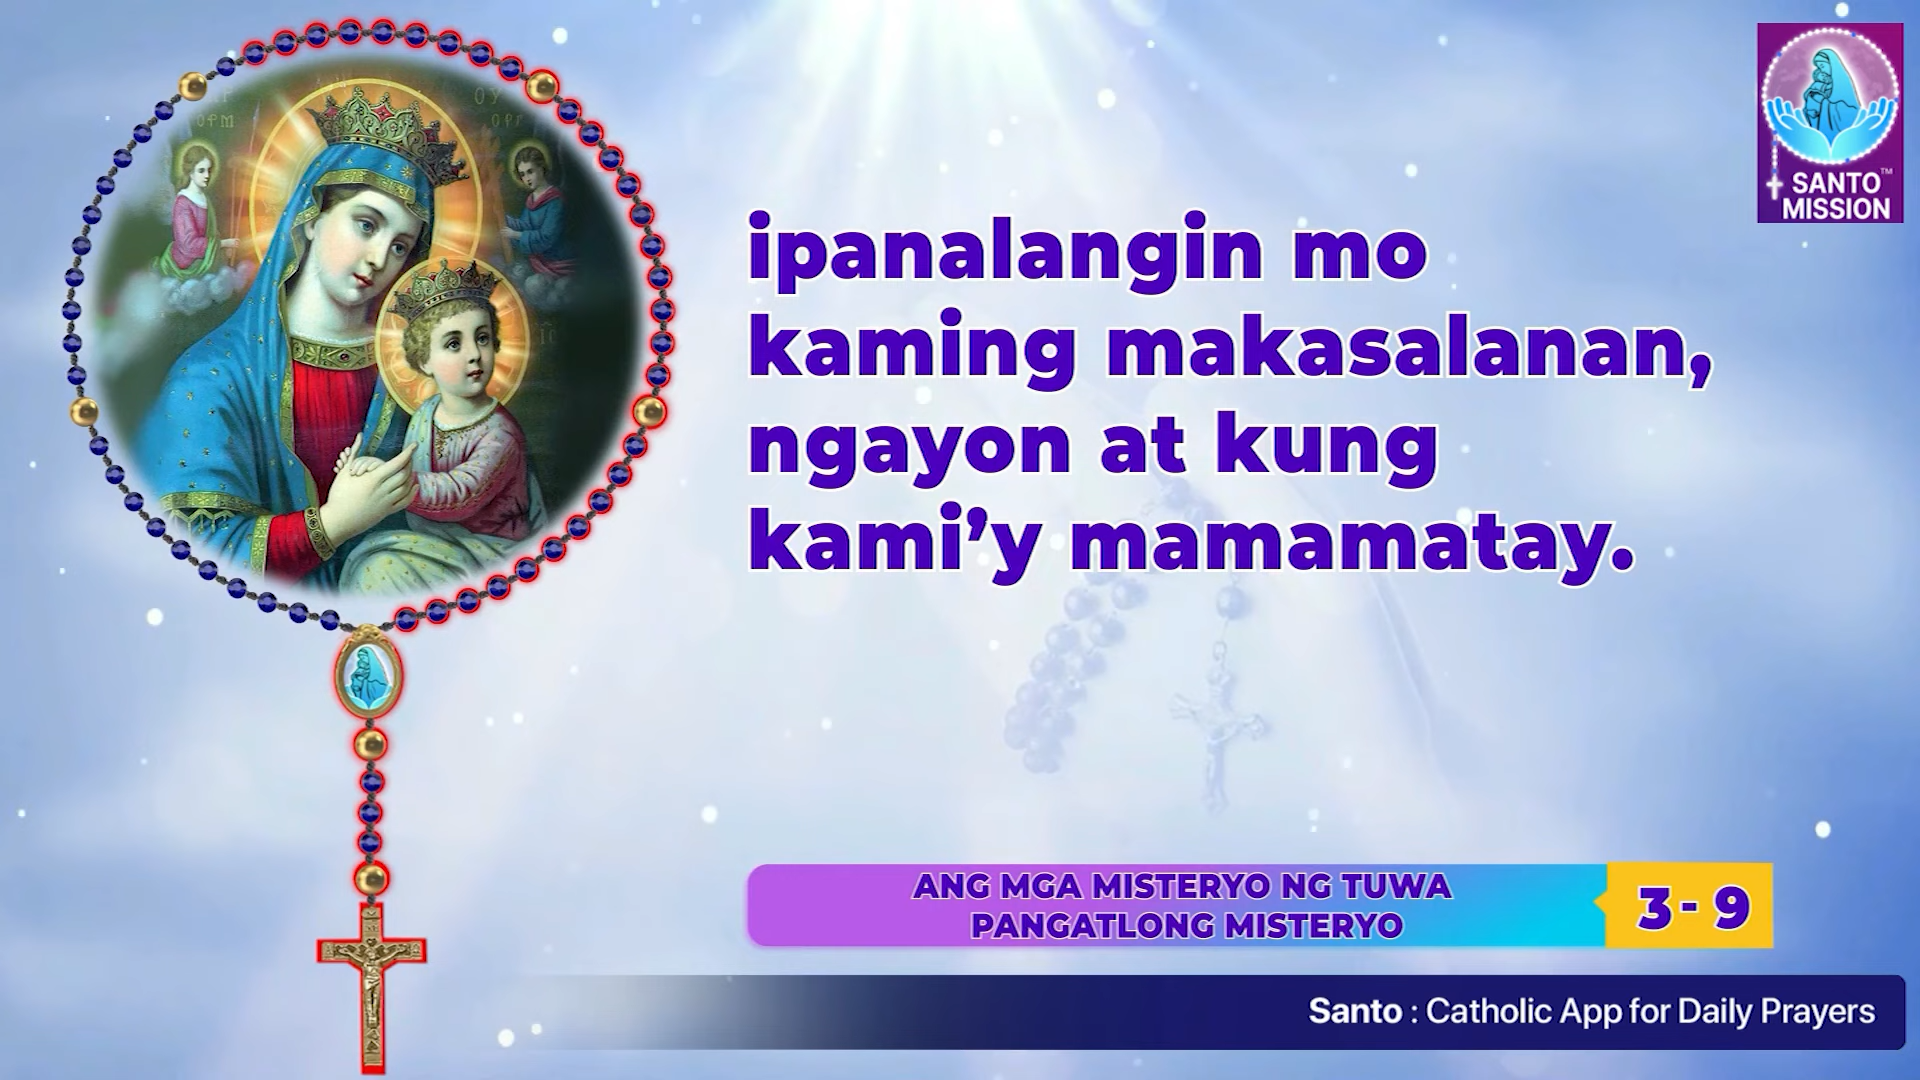 ipanalangin mo
kaming makasalanan,
ngayon at kung
kami’y mamamatay.
SANTO™
MISSION
ANG MGA MISTERYO NG TUWA
PANGATLONG MISTERYO
3 - 9
Santo : Catholic App for Daily Prayers